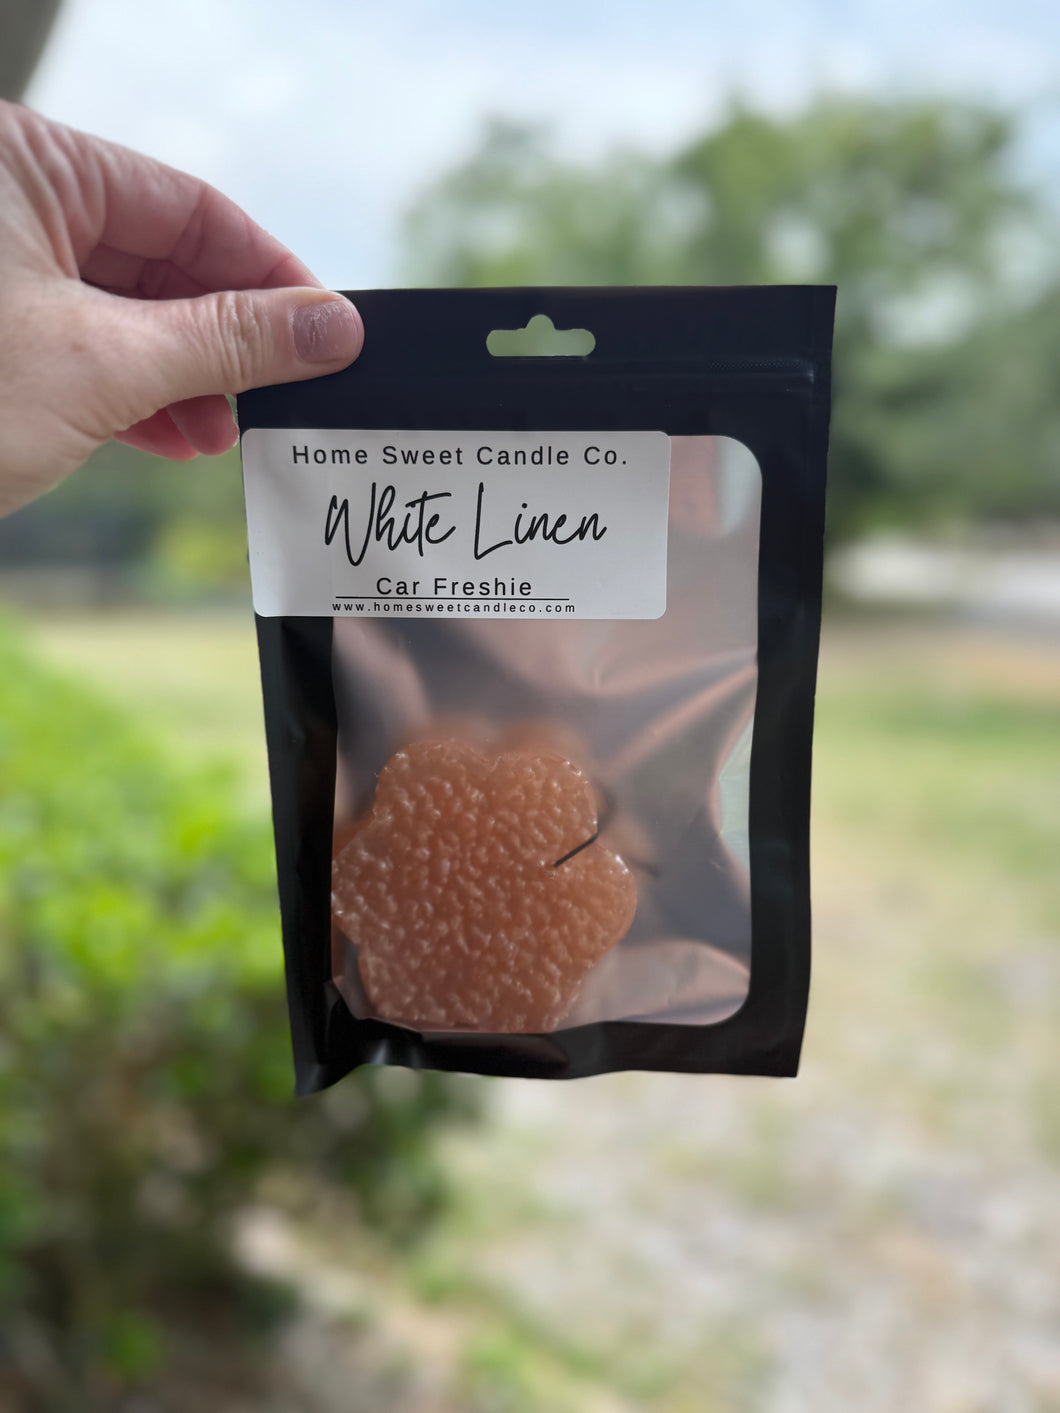 Home Sweet Candle Co.
White Linen
Car Freshie
www.homesweetcandleco.com